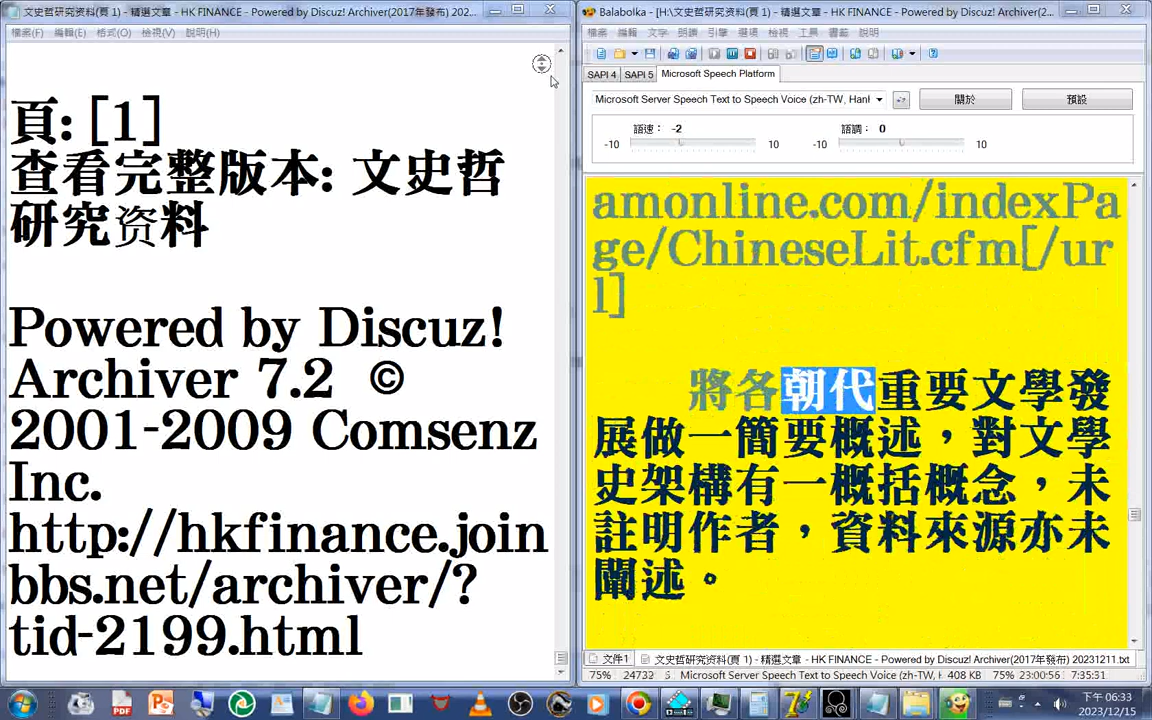 文史哲研究资料(頁 1) - 精選文章 - HK FINANCE - Powered by Discuz! Archiver(2017年發布) 202...
檔案(F) 編輯(E) 格式(O) 檢視(V) 說明(H)
頁: [1]
查看完整版本: 文史哲
研究资料
Powered by Discuz!
Archiver 7.2 ©
2001-2009 Comsenz
Inc.
http://hkfinance.join
bbs.net/archiver/?
tid-2199.html
Balabolka - [H:\文史哲研究资料(頁 1) - 精選文章 - HK FINANCE - Powered by Discuz! Archiver(2...
檔案 編輯 文字 朗讀 引擎 選項 檢視 工具 書籤 說明
SAPI 4 SAPI 5 Microsoft Speech Platform
Microsoft Server Speech Text to Speech Voice (zh-TW, Hanl
關於 預設
語速： -2 語調： 0
-10 10 -10 10
amonline.com/indexPa
ge/ChineseLit.cfm[/ur
l]
將各朝代重要文學發
展做一簡要概述，對文學
史架構有一概括概念，未
註明作者，資料來源亦未
闡述。
文件1 文史哲研究资料(頁 1) - 精選文章 - HK FINANCE - Powered by Discuz! Archiver(2017年發布) 20231211.txt
75% 24732 75% 23:00:56 7:35:31
408 KB
下午 06:33
2023/12/15